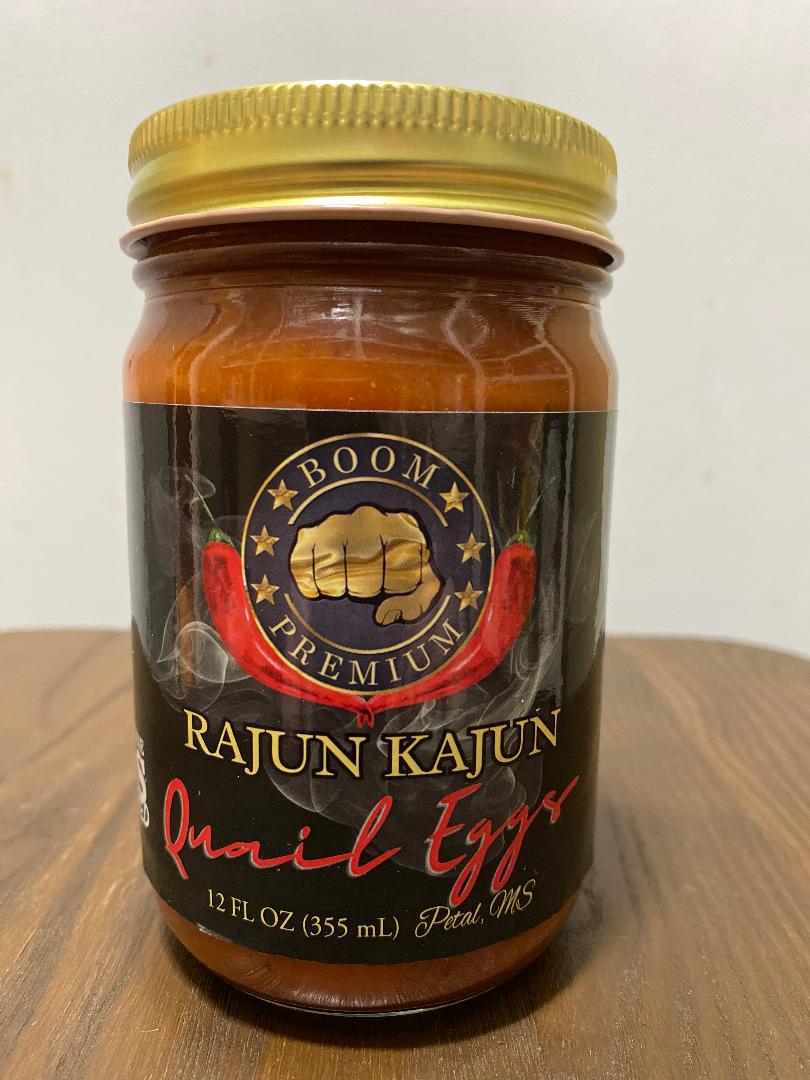 BOOM
PREMIUM
RAJUN KAJUN
Quail Eggs
12 FL OZ (355 mL) Petal, MS